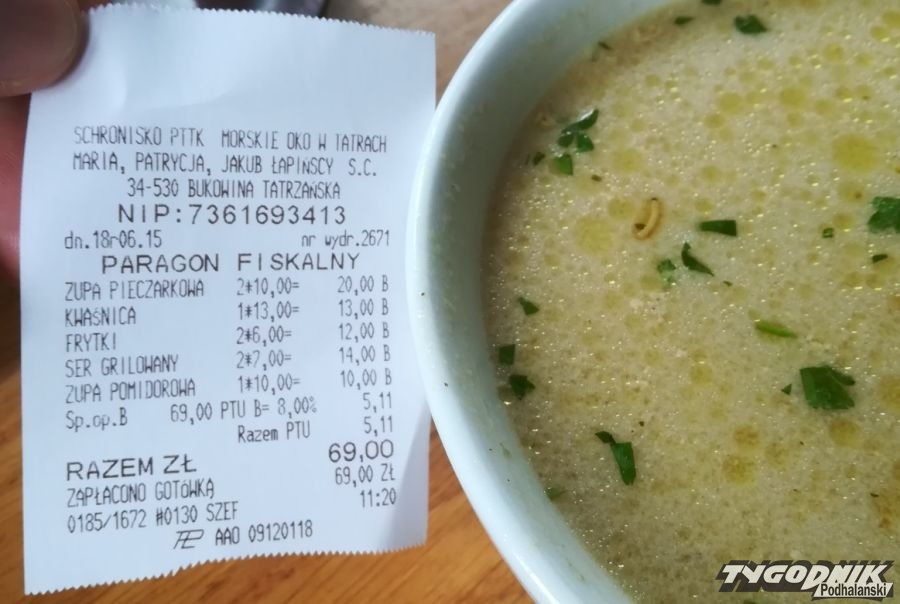 SCHRONISKO PTTK MORSKIE OKO W TATRACH
MARIA, PATRYCJA, JAKUB ŁAPIŃSCY S.C.
34-530 BUKOWINA TATRZAŃSKA
NIP:7361693413
dn.18r06.15 nr wydr.2671
PARAGON FISKALNY
ZUPA PIECZARKOWA 2*10,00= 20,00 B
KWAŚNICA 1*13,00= 13,00 B
FRYTKI 2*6,00= 12,00 B
SER GRILOWANY 2*7,00= 14,00 B
ZUPA POMIDOROWA 1*10,00= 10,00 B
Sp.op.B 69,00 PTU B= 8,00% 5,11
Razem PTU 5,11
RAZEM ZŁ 69,00
ZAPŁACONO GOTÓWKĄ 69,00 ZŁ
0185/1672 #0130 SZEF 11:20
AAO 09120118
TYGODNIK
Podhalański